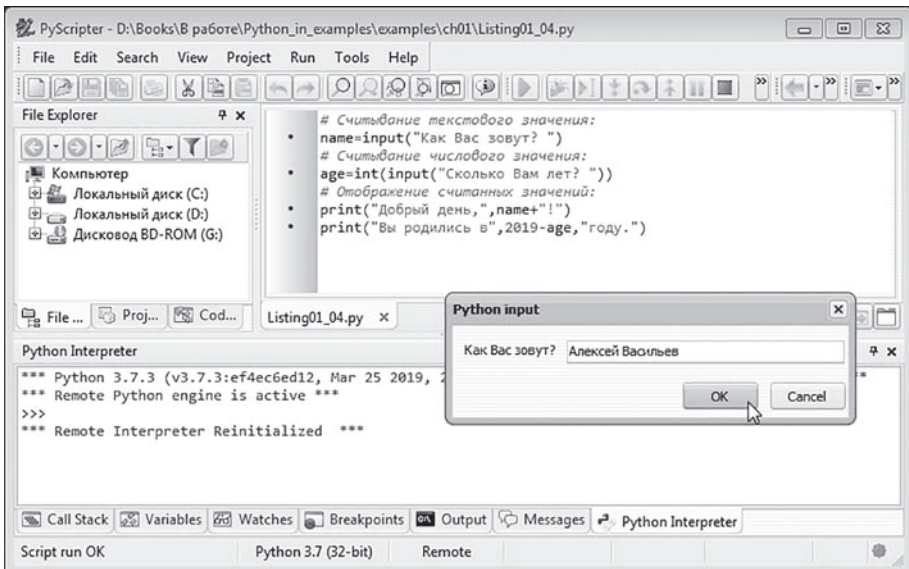 PyScripter - D:\Books\В работе\Python_in_examples\examples\ch01\Listing01_04.py
File Edit Search View Project Run Tools Help
File Explorer
Компьютер
Локальный диск (C:)
Локальный диск (D:)
Дисковод BD-ROM (G:)
File ... Proj... Cod...
# Считывание текстового значения:
name=input("Как Вас зовут? ")
# Считывание числового значения:
age=int(input("Сколько Вам лет? "))
# Отображение считанных значений:
print("Добрый день,",name+"!")
print("Вы родились в",2019-age,"году.")
Listing01_04.py
Python input
Как Вас зовут? Алексей Васильев
OK Cancel
Python Interpreter
*** Python 3.7.3 (v3.7.3:ef4ec6ed12, Mar 25 2019,
*** Remote Python engine is active ***
>>>
*** Remote Interpreter Reinitialized ***
Call Stack Variables Watches Breakpoints Output Messages Python Interpreter
Script run OK Python 3.7 (32-bit) Remote